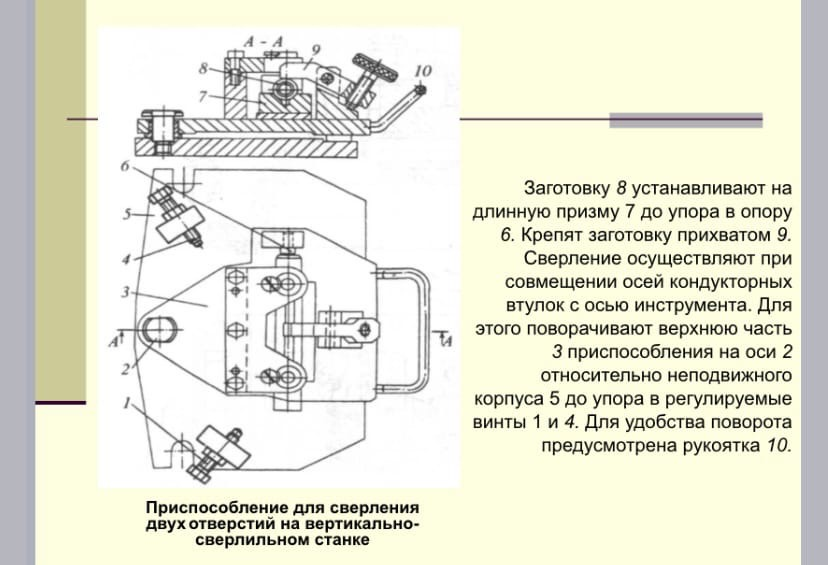 А - А
9
8
10
7
6
5
4
3
А
А
2
1
Заготовку 8 устанавливают на
длинную призму 7 до упора в опору
6. Крепят заготовку прихватом 9.
Сверление осуществляют при
совмещении осей кондукторных
втулок с осью инструмента. Для
этого поворачивают верхнюю часть
3 приспособления на оси 2
относительно неподвижного
корпуса 5 до упора в регулируемые
винты 1 и 4. Для удобства поворота
предусмотрена рукоятка 10.
Приспособление для сверления
двух отверстий на вертикально-
сверлильном станке